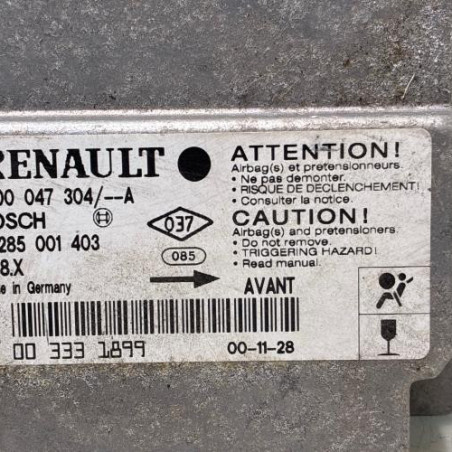 RENAULT
00 047 304/--A
OSCH
285 001 403
8.X
e in Germany
037
085
AVANT
00 333 1899
00-11-28
ATTENTION!
Airbag(s) et pretensionneurs.
• Ne pas demonter.
• RISQUE DE DECLENCHEMENT!
• Consulter la notice.
CAUTION!
Airbag(s) and pretensioners.
• Do not remove.
• TRIGGERING HAZARD!
• Read manual.